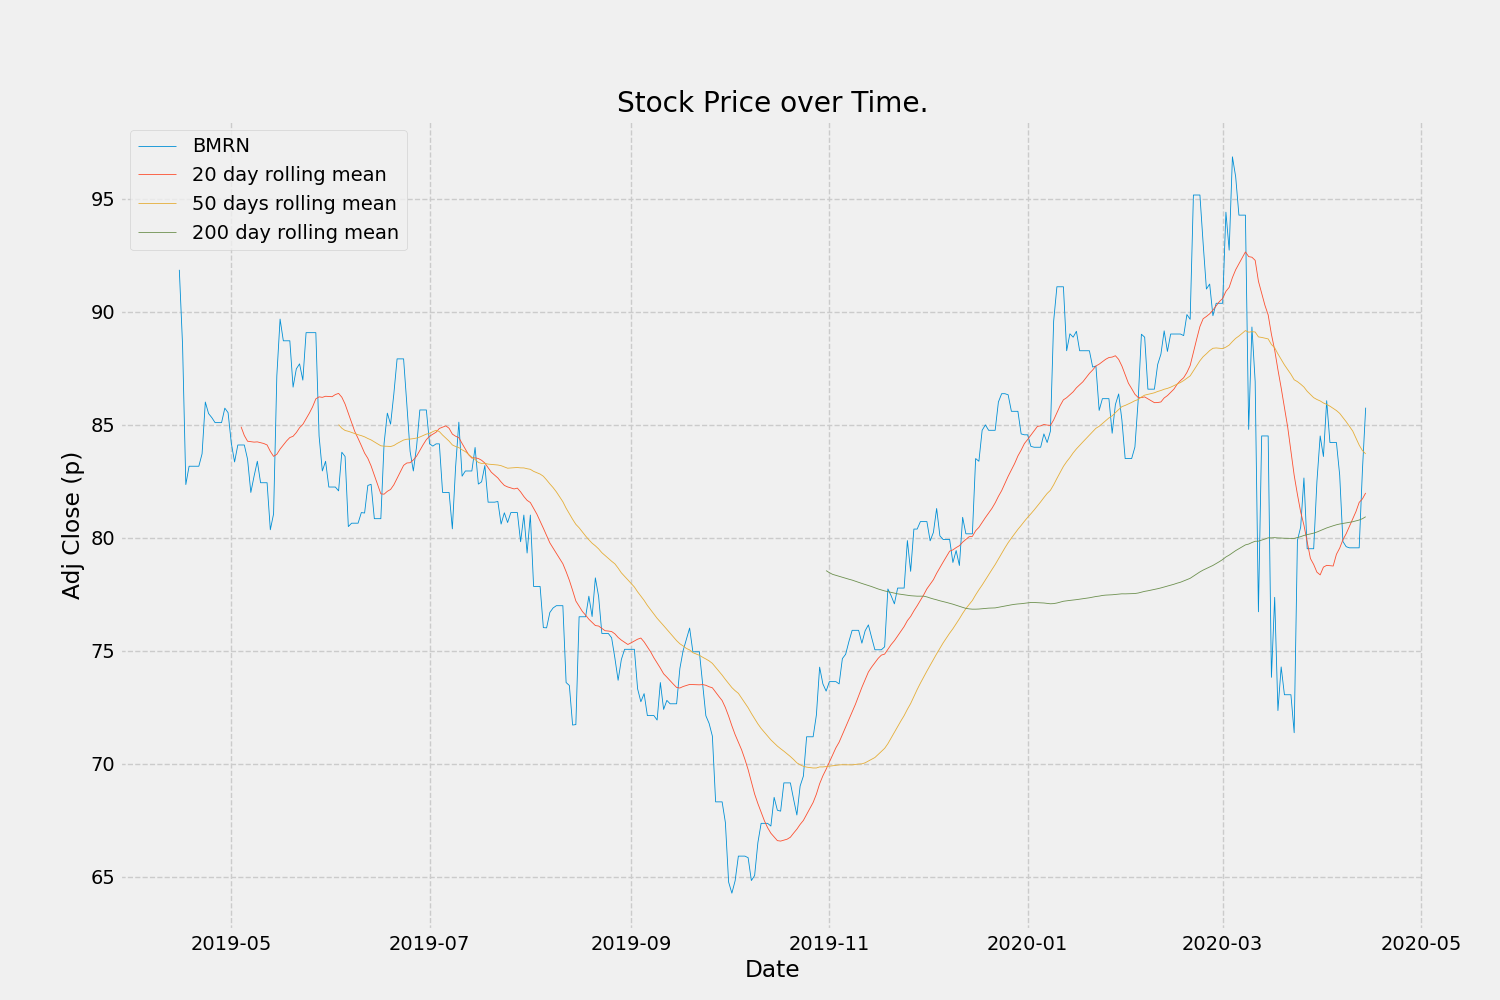 Stock Price over Time.
BMRN
20 day rolling mean
50 days rolling mean
200 day rolling mean
Adj Close (p)
95
90
85
80
75
70
65
2019-05
2019-07
2019-09
2019-11
2020-01
2020-03
2020-05
Date